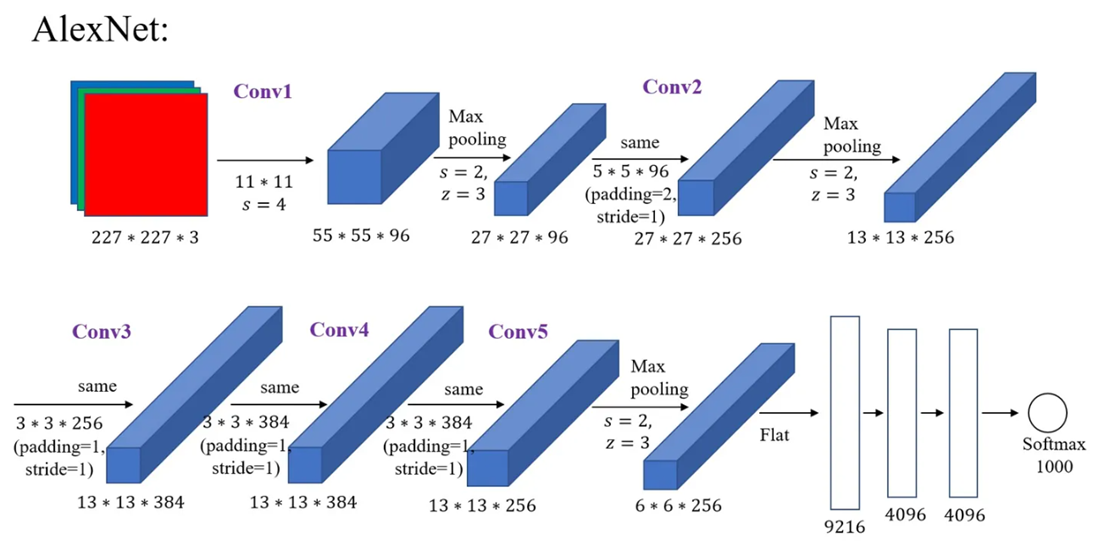 AlexNet:
Conv1
11 ∗ 11
s = 4
227 ∗ 227 ∗ 3
55 ∗ 55 ∗ 96
Max
pooling
s = 2,
z = 3
27 ∗ 27 ∗ 96
Conv2
same
5 ∗ 5 ∗ 96
(padding=2,
stride=1)
27 ∗ 27 ∗ 256
Max
pooling
s = 2,
z = 3
13 ∗ 13 ∗ 256
Conv3
same
3 ∗ 3 ∗ 256
(padding=1,
stride=1)
13 ∗ 13 ∗ 384
Conv4
same
3 ∗ 3 ∗ 384
(padding=1,
stride=1)
13 ∗ 13 ∗ 384
Conv5
same
3 ∗ 3 ∗ 384
(padding=1,
stride=1)
13 ∗ 13 ∗ 256
Max
pooling
s = 2,
z = 3
6 ∗ 6 ∗ 256
Flat
9216
4096
4096
Softmax
1000